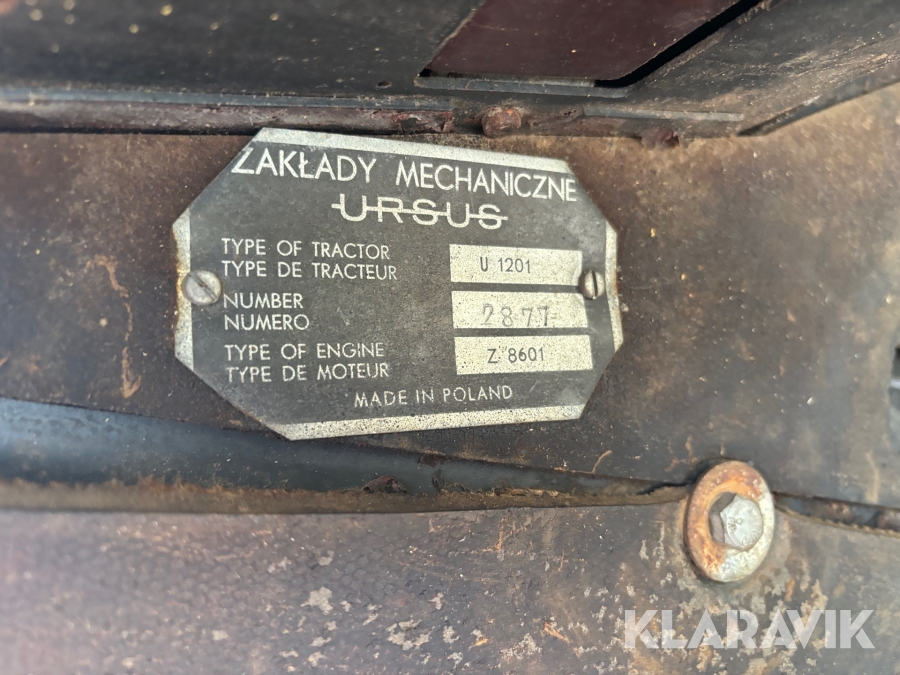 ZAKŁADY MECHANICZNE
URSUS
TYPE OF TRACTOR
TYPE DE TRACTEUR
U 1201
NUMBER
NUMERO
2877
TYPE OF ENGINE
TYPE DE MOTEUR
Z 8601
MADE IN POLAND
KLARAVIK